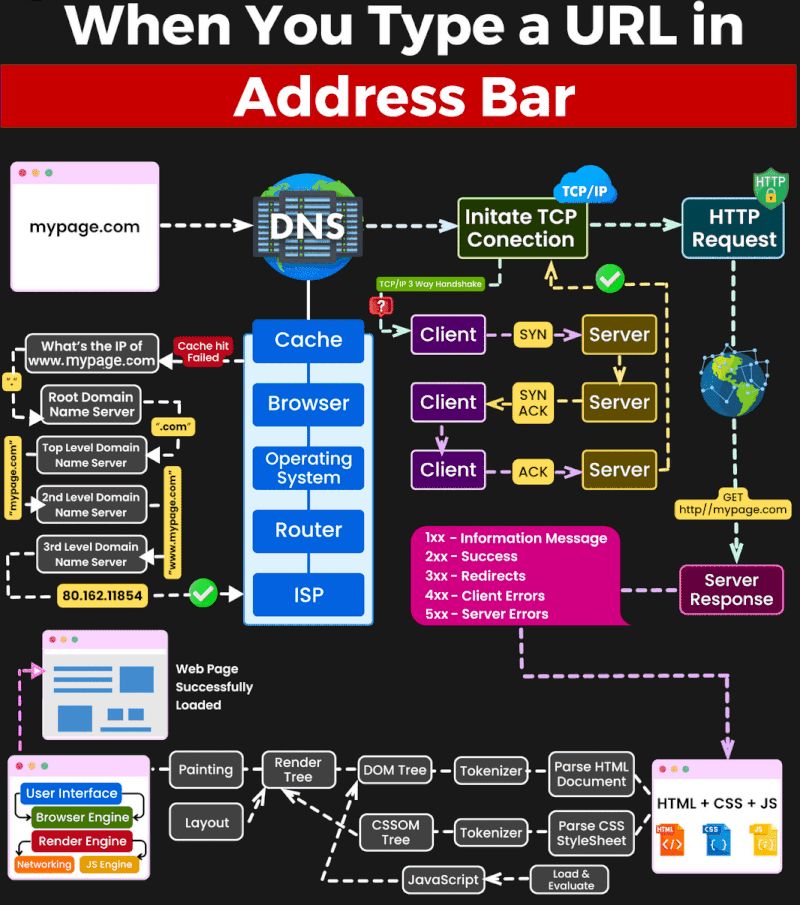 When You Type a URL in
Address Bar
mypage.com
DNS
TCP/IP
Initate TCP
Conection
HTTP
HTTP
Request
TCP/IP 3 Way Handshake
?
Client
SYN
Server
Client
SYN
ACK
Server
Client
ACK
Server
Cache
Browser
Operating
System
Router
ISP
Cache hit
Failed
What's the IP of
www.mypage.com
Root Domain
Name Server
".com"
Top Level Domain
Name Server
"mypage.com"
2nd Level Domain
Name Server
"www.mypage.com"
3rd Level Domain
Name Server
80.162.11854
GET
http//mypage.com
1xx - Information Message
2xx - Success
3xx - Redirects
4xx - Client Errors
5xx - Server Errors
Server
Response
Web Page
Successfully
Loaded
User Interface
Browser Engine
Render Engine
Networking
JS Engine
Painting
Layout
Render
Tree
DOM Tree
Tokenizer
Parse HTML
Document
CSSOM
Tree
Tokenizer
Parse CSS
StyleSheet
JavaScript
Load &
Evaluate
HTML + CSS + JS
HTML
CSS
JS